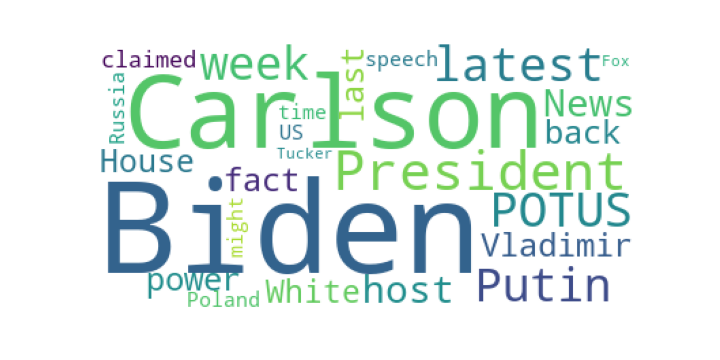 claimed week last speech latest Fox
Russia Carlson time US Tucker News back
House fact President
Biden might POTUS
Vladimir
power Poland White host Putin